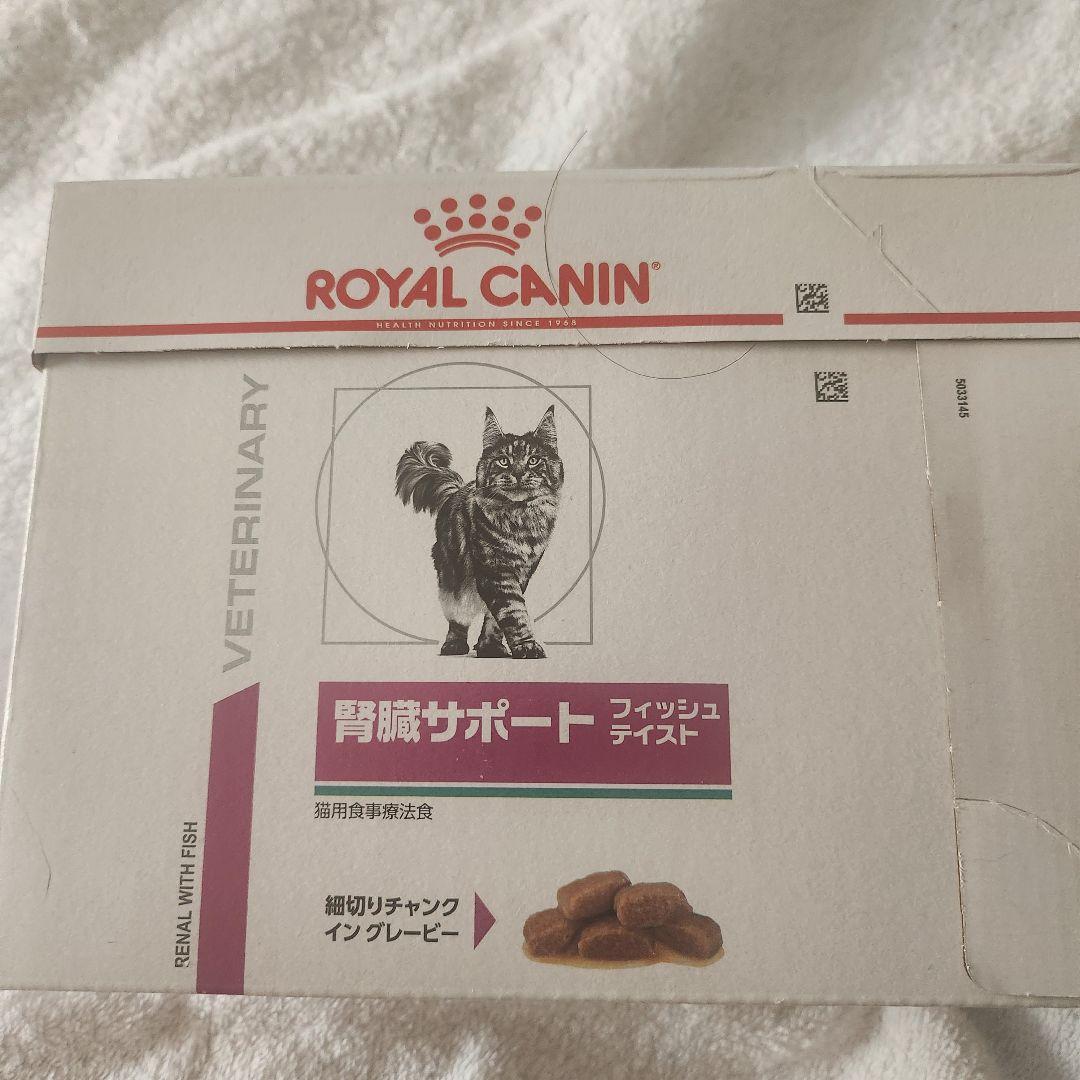 ROYAL CANIN®
HEALTH NUTRITION SINCE 1968
VETERINARY
5033145
腎臓サポート フィッシュ
テイスト
猫用食事療法食
RENAL WITH FISH
細切りチャンク
イン グレービー